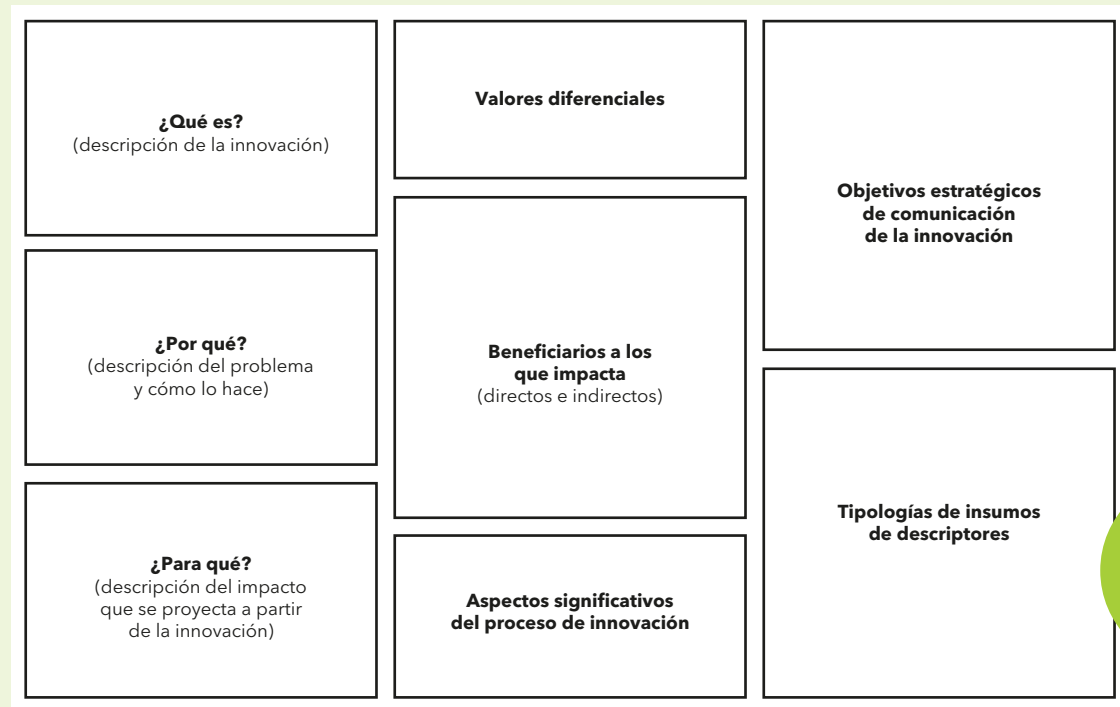 ¿Qué es?
(descripción de la innovación)
¿Por qué?
(descripción del problema
y cómo lo hace)
¿Para qué?
(descripción del impacto
que se proyecta a partir
de la innovación)
Valores diferenciales
Beneficiarios a los
que impacta
(directos e indirectos)
Aspectos significativos
del proceso de innovación
Objetivos estratégicos
de comunicación
de la innovación
Tipologías de insumos
de descriptores